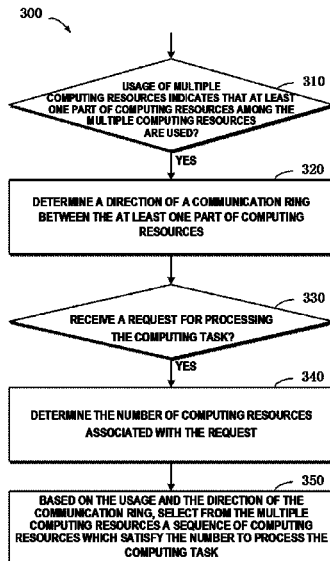 300
310
USAGE OF MULTIPLE
COMPUTING RESOURCES INDICATES THAT AT LEAST
ONE PART OF COMPUTING RESOURCES AMONG THE
MULTIPLE COMPUTING RESOURCES
ARE USED?
YES
320
DETERMINE A DIRECTION OF A COMMUNICATION RING
BETWEEN THE AT LEAST ONE PART OF COMPUTING
RESOURCES
330
RECEIVE A REQUEST FOR PROCESSING
THE COMPUTING TASK?
YES
340
DETERMINE THE NUMBER OF COMPUTING RESOURCES
ASSOCIATED WITH THE REQUEST
350
BASED ON THE USAGE AND THE DIRECTION OF THE
COMMUNICATION RING, SELECT FROM THE MULTIPLE
COMPUTING RESOURCES A SEQUENCE OF COMPUTING
RESOURCES WHICH SATISFY THE NUMBER TO PROCESS THE
COMPUTING TASK